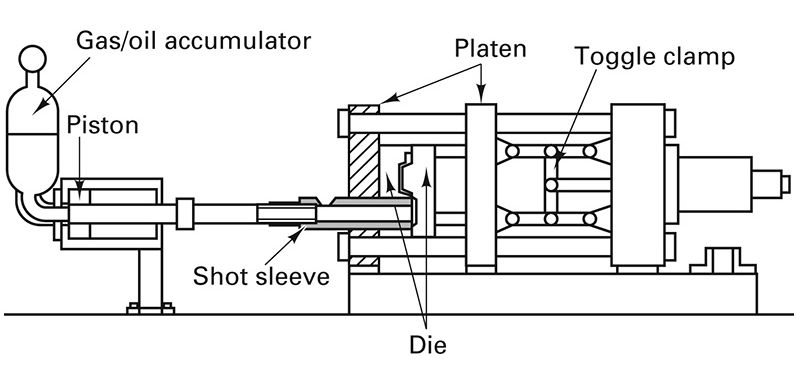 Gas/oil accumulator
Platen
Toggle clamp
Piston
Shot sleeve
Die